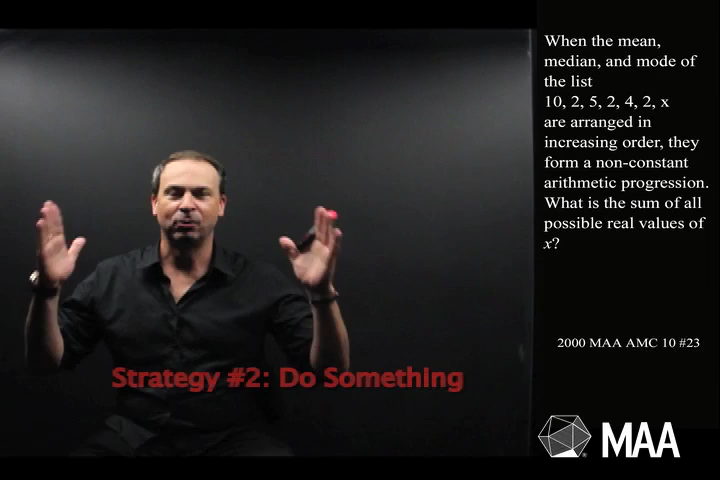 When the mean,
median, and mode of
the list
10, 2, 5, 2, 4, 2, x
are arranged in
increasing order, they
form a non-constant
arithmetic progression.
What is the sum of all
possible real values of
x?
2000 MAA AMC 10 #23
Strategy #2: Do Something
MAA